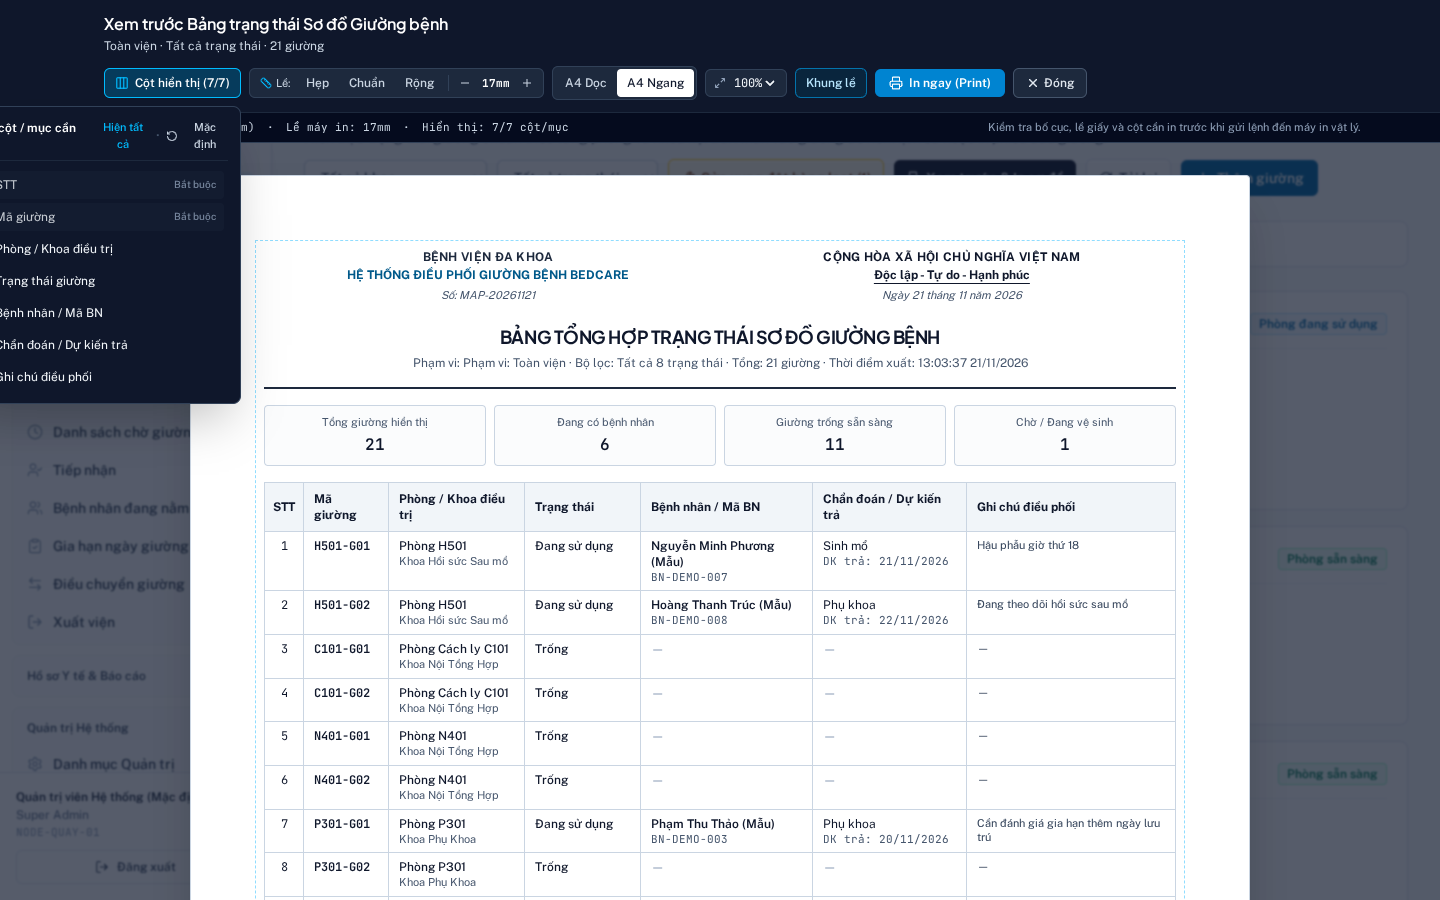 Xem trước Bảng trạng thái Sơ đồ Giường bệnh
Toàn viện · Tất cả trạng thái · 21 giường
Cột hiển thị (7/7)
Lề: Hẹp Chuẩn Rộng − 17mm +
A4 Dọc A4 Ngang
100%
Khung lề
In ngay (Print)
Đóng
· Lề máy in: 17mm · Hiển thị: 7/7 cột/mục
Kiểm tra bố cục, lề giấy và cột cần in trước khi gửi lệnh đến máy in vật lý.
cột / mục cần
Hiện tất cả · Mặc định
STT Bắt buộc
Mã giường Bắt buộc
Phòng / Khoa điều trị
Trạng thái giường
Bệnh nhân / Mã BN
Chẩn đoán / Dự kiến trả
Ghi chú điều phối
Danh sách chờ giườn
Tiếp nhận
Bệnh nhân đang nằm
Gia hạn ngày giường
Điều chuyển giường
Xuất viện
Hồ sơ Y tế & Báo cáo
Quản trị Hệ thống
Danh mục Quản trị
Quản trị viên Hệ thống (Mặc đị
Super Admin
NODE-QUAY-01
Đăng xuất
giường
Phòng đang sử dụng
Phòng sẵn sàng
Phòng sẵn sàng
BỆNH VIỆN ĐA KHOA
HỆ THỐNG ĐIỀU PHỐI GIƯỜNG BỆNH BEDCARE
Số: MAP-20261121
CỘNG HÒA XÃ HỘI CHỦ NGHĨA VIỆT NAM
Độc lập - Tự do - Hạnh phúc
Ngày 21 tháng 11 năm 2026
BẢNG TỔNG HỢP TRẠNG THÁI SƠ ĐỒ GIƯỜNG BỆNH
Phạm vi: Phạm vi: Toàn viện · Bộ lọc: Tất cả 8 trạng thái · Tổng: 21 giường · Thời điểm xuất: 13:03:37 21/11/2026
Tổng giường hiển thị
21
Đang có bệnh nhân
6
Giường trống sẵn sàng
11
Chờ / Đang vệ sinh
1
STT Mã giường Phòng / Khoa điều trị Trạng thái Bệnh nhân / Mã BN Chẩn đoán / Dự kiến trả Ghi chú điều phối
1 H501-G01 Phòng H501 Đang sử dụng Nguyễn Minh Phương (Mẫu) Sinh mổ Hậu phẫu giờ thứ 18
Khoa Hồi sức Sau mổ BN-DEMO-007 DK trả: 21/11/2026
2 H501-G02 Phòng H501 Đang sử dụng Hoàng Thanh Trúc (Mẫu) Phụ khoa Đang theo dõi hồi sức sau mổ
Khoa Hồi sức Sau mổ BN-DEMO-008 DK trả: 22/11/2026
3 C101-G01 Phòng Cách ly C101 Trống — — —
Khoa Nội Tổng Hợp
4 C101-G02 Phòng Cách ly C101 Trống — — —
Khoa Nội Tổng Hợp
5 N401-G01 Phòng N401 Trống — — —
Khoa Nội Tổng Hợp
6 N401-G02 Phòng N401 Trống — — —
Khoa Nội Tổng Hợp
7 P301-G01 Phòng P301 Đang sử dụng Phạm Thu Thảo (Mẫu) Phụ khoa Cần đánh giá gia hạn thêm ngày lưu trú
Khoa Phụ Khoa BN-DEMO-003 DK trả: 20/11/2026
8 P301-G02 Phòng P301 Trống — — —
Khoa Phụ Khoa